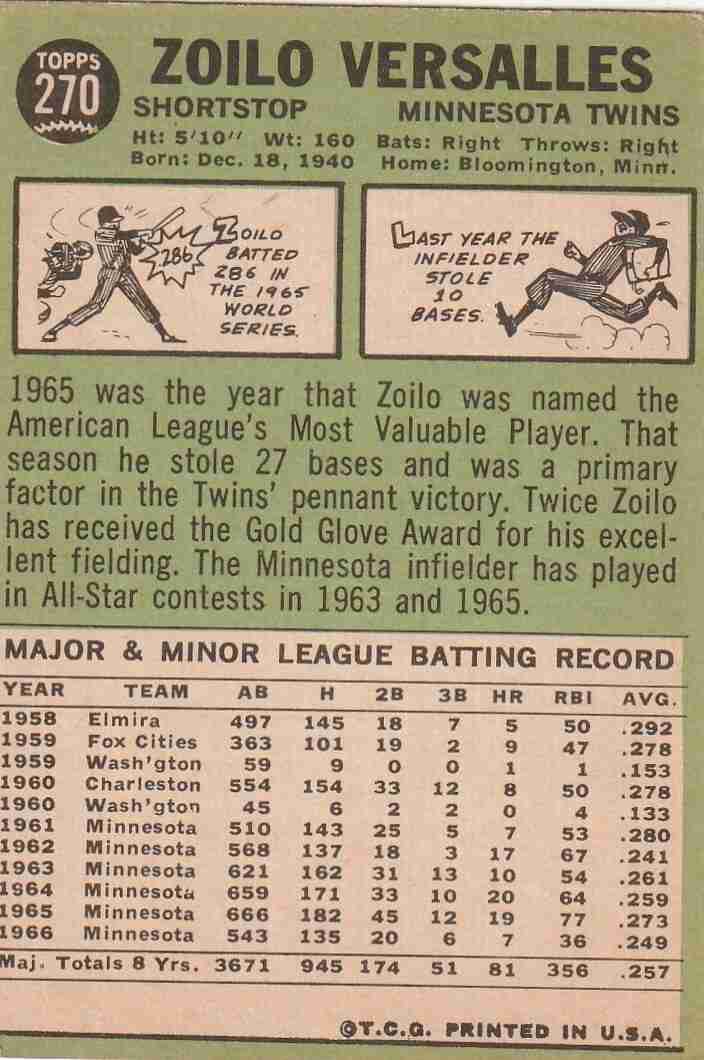 TOPPS
270
ZOILO VERSALLES
SHORTSTOP MINNESOTA TWINS
Ht: 5'10" Wt: 160 Bats: Right Throws: Right
Born: Dec. 18, 1940 Home: Bloomington, Minn.
286
ZOILO
BATTED
286 IN
THE 1965
WORLD
SERIES.
LAST YEAR THE
INFIELDER
STOLE
10
BASES.
1965 was the year that Zoilo was named the
American League's Most Valuable Player. That
season he stole 27 bases and was a primary
factor in the Twins' pennant victory. Twice Zoilo
has received the Gold Glove Award for his excel-
lent fielding. The Minnesota infielder has played
in All-Star contests in 1963 and 1965.
MAJOR & MINOR LEAGUE BATTING RECORD
YEAR TEAM AB H 2B 3B HR RBI AVG.
1958 Elmira 497 145 18 7 5 50 .292
1959 Fox Cities 363 101 19 2 9 47 .278
1959 Wash'gton 59 9 0 0 1 1 .153
1960 Charleston 554 154 33 12 8 50 .278
1960 Wash'gton 45 6 2 2 0 4 .133
1961 Minnesota 510 143 25 5 7 53 .280
1962 Minnesota 568 137 18 3 17 67 .241
1963 Minnesota 621 162 31 13 10 54 .261
1964 Minnesota 659 171 33 10 20 64 .259
1965 Minnesota 666 182 45 12 19 77 .273
1966 Minnesota 543 135 20 6 7 36 .249
Maj. Totals 8 Yrs. 3671 945 174 51 81 356 .257
©T.C.G. PRINTED IN U.S.A.